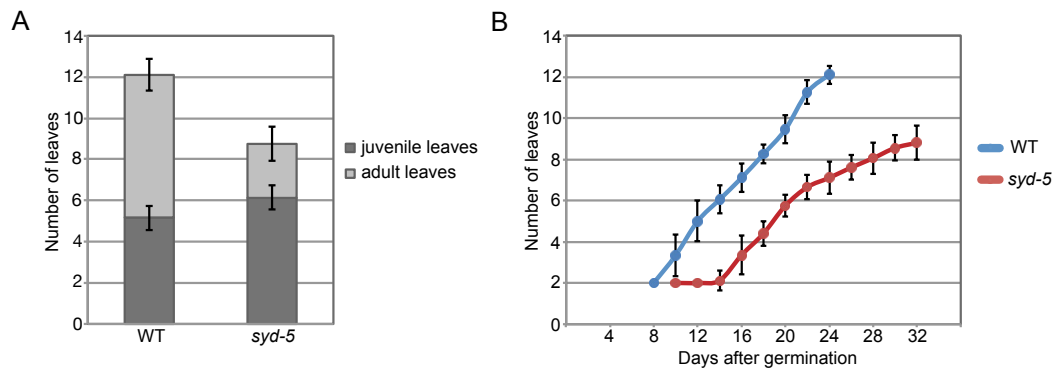 A
Number of leaves
14
12
10
8
6
4
2
0
WT
syd-5
juvenile leaves
adult leaves
B
Number of leaves
14
12
10
8
6
4
2
0
4 8 12 16 20 24 28 32
Days after germination
WT
syd-5